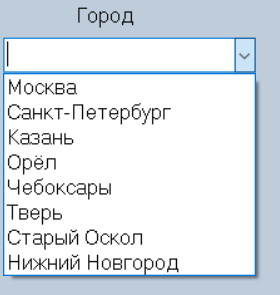 Город
Москва
Санкт-Петербург
Казань
Орёл
Чебоксары
Тверь
Старый Оскол
Нижний Новгород